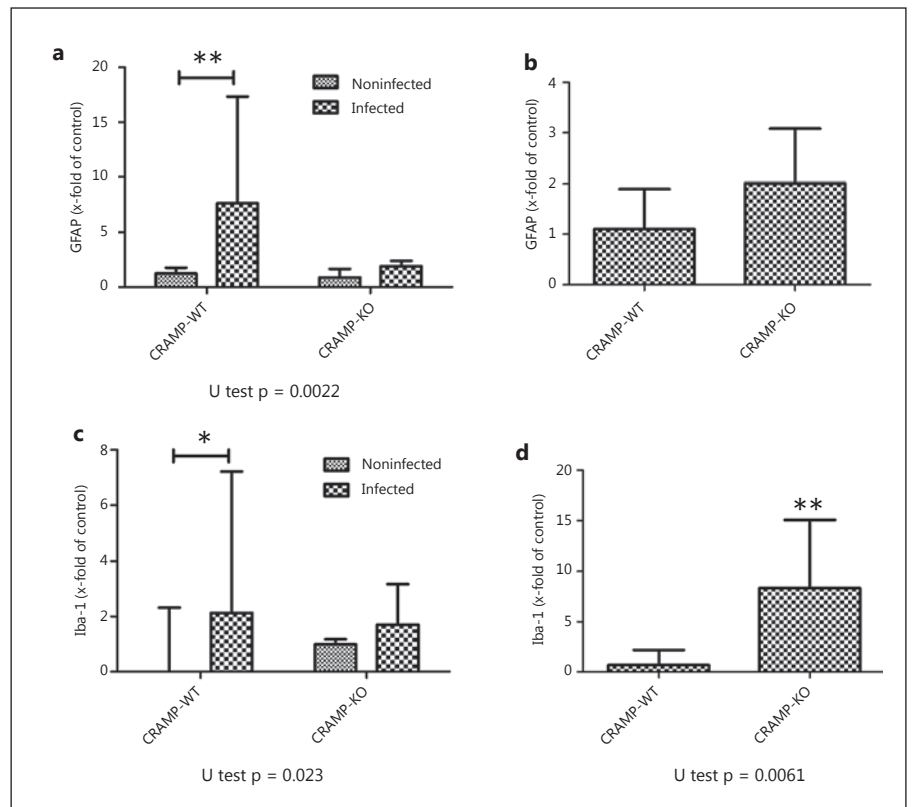 a
**
20
15
10
5
0
GFAP (x-fold of control)
Noninfected
Infected
CRAMP-WT
CRAMP-KO
U test p = 0.0022
b
4
3
2
1
0
GFAP (x-fold of control)
CRAMP-WT
CRAMP-KO
c
*
8
6
4
2
0
Iba-1 (x-fold of control)
Noninfected
Infected
CRAMP-WT
CRAMP-KO
U test p = 0.023
d
**
20
15
10
5
0
Iba-1 (x-fold of control)
CRAMP-WT
CRAMP-KO
U test p = 0.0061